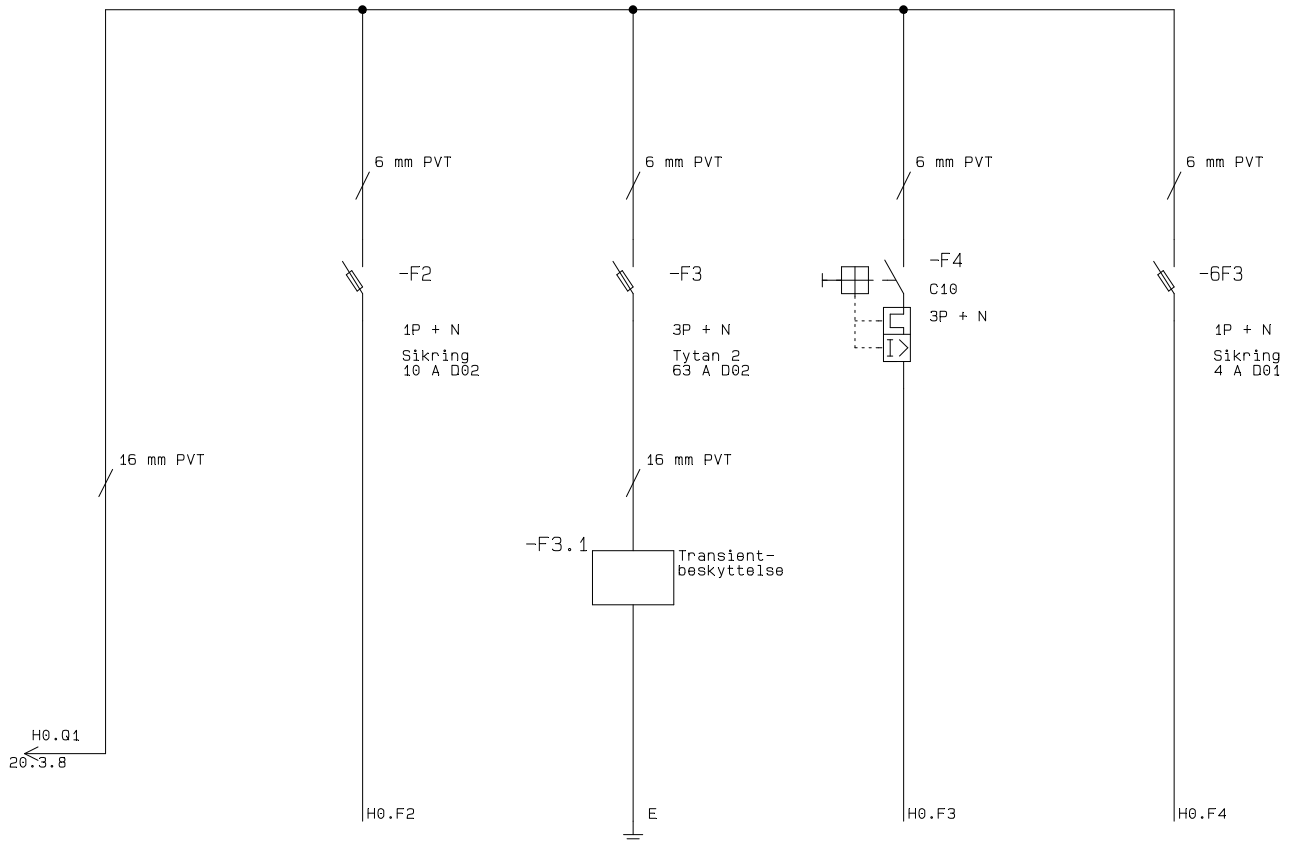 6 mm PVT
6 mm PVT
6 mm PVT
6 mm PVT
-F2
1P + N
Sikring
10 A D02
-F3
3P + N
Tytan 2
63 A D02
-F4
C10
3P + N
I>
-6F3
1P + N
Sikring
4 A D01
16 mm PVT
16 mm PVT
-F3.1
Transient-
beskyttelse
H0.Q1
20.3.8
H0.F2
E
H0.F3
H0.F4